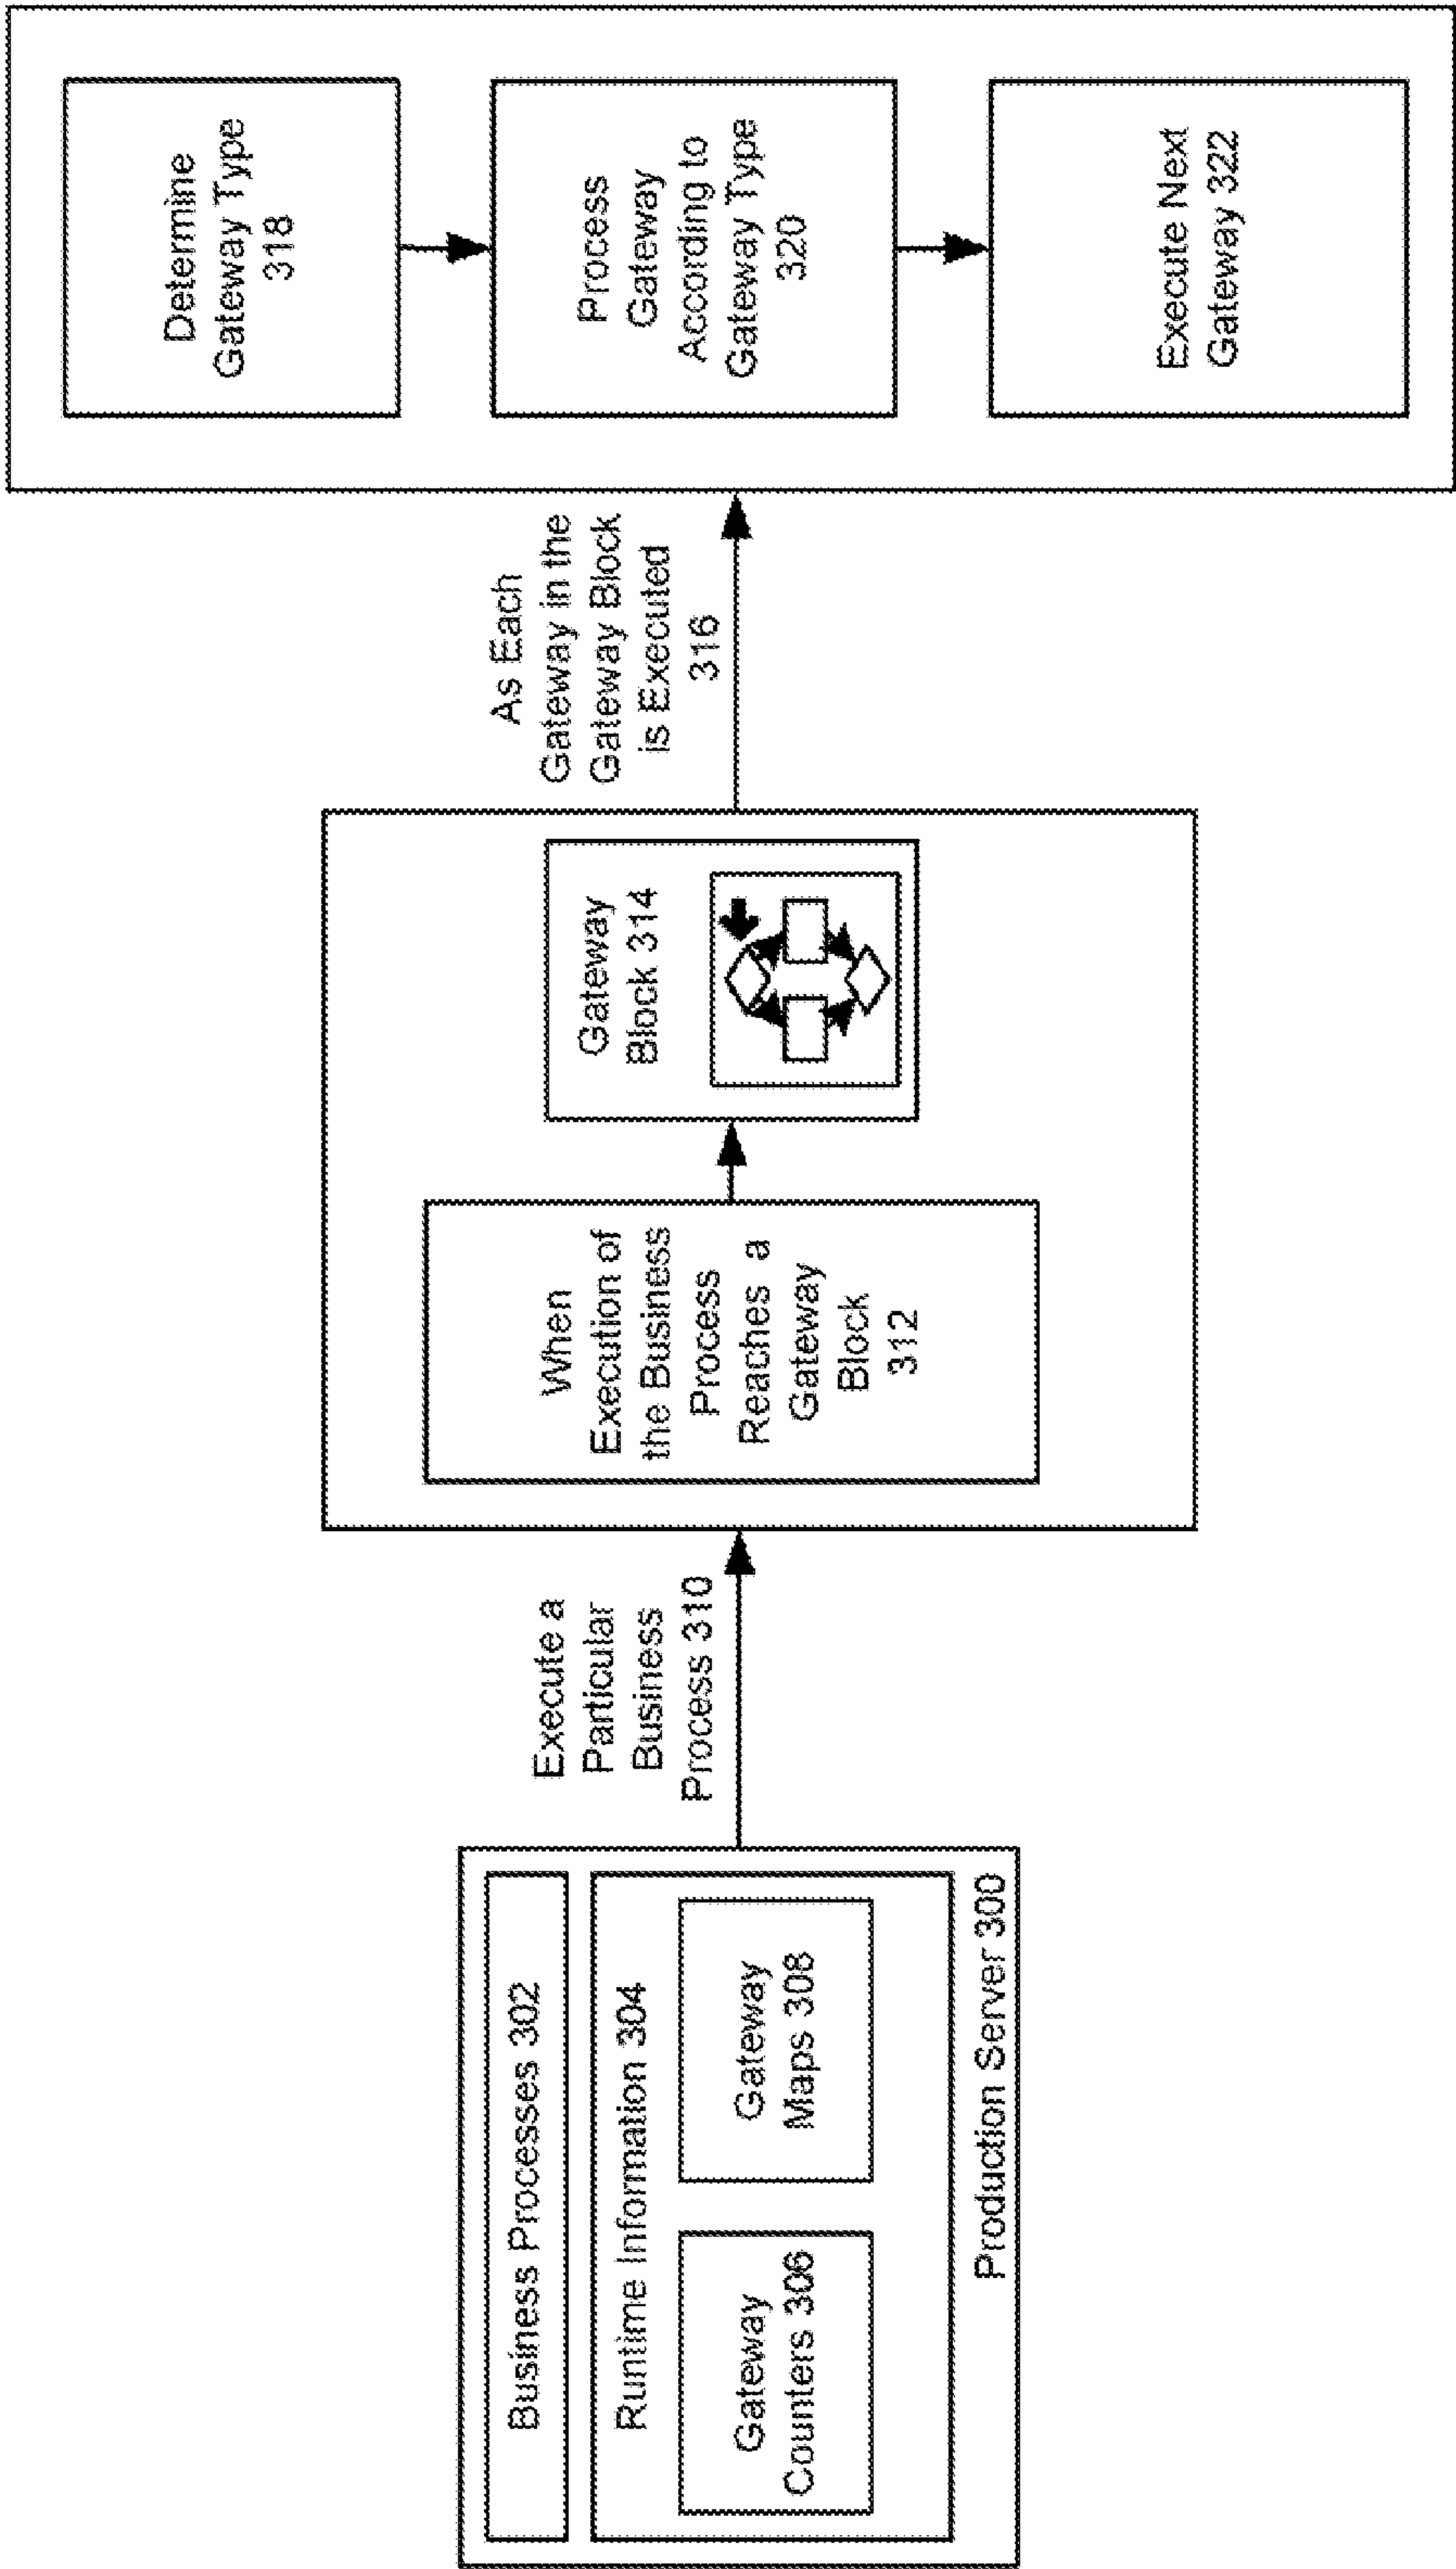 Business Processes 302
Runtime Information 304
Gateway
Counters 306
Gateway
Maps 308
Production Server 300
Execute a
Particular
Business
Process 310
When
Execution of
the Business
Process
Reaches a
Gateway
Block
312
Gateway
Block 314
As Each
Gateway in the
Gateway Block
is Executed
316
Determine
Gateway Type
318
Process
Gateway
According to
Gateway Type
320
Execute Next
Gateway 322